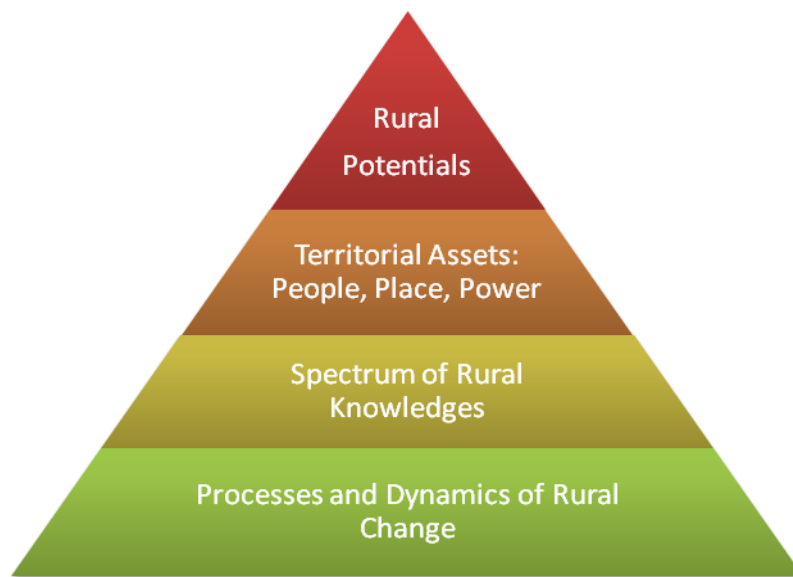 Rural
Potentials
Territorial Assets:
People, Place, Power
Spectrum of Rural
Knowledges
Processes and Dynamics of Rural
Change